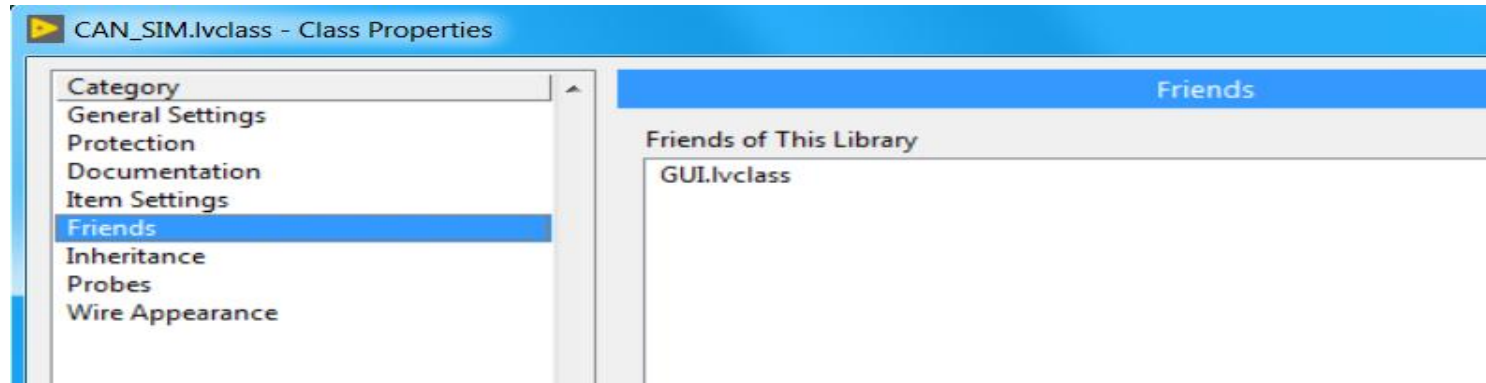 CAN_SIM.lvclass - Class Properties
Category
General Settings
Protection
Documentation
Item Settings
Friends
Inheritance
Probes
Wire Appearance
Friends
Friends of This Library
GUI.lvclass